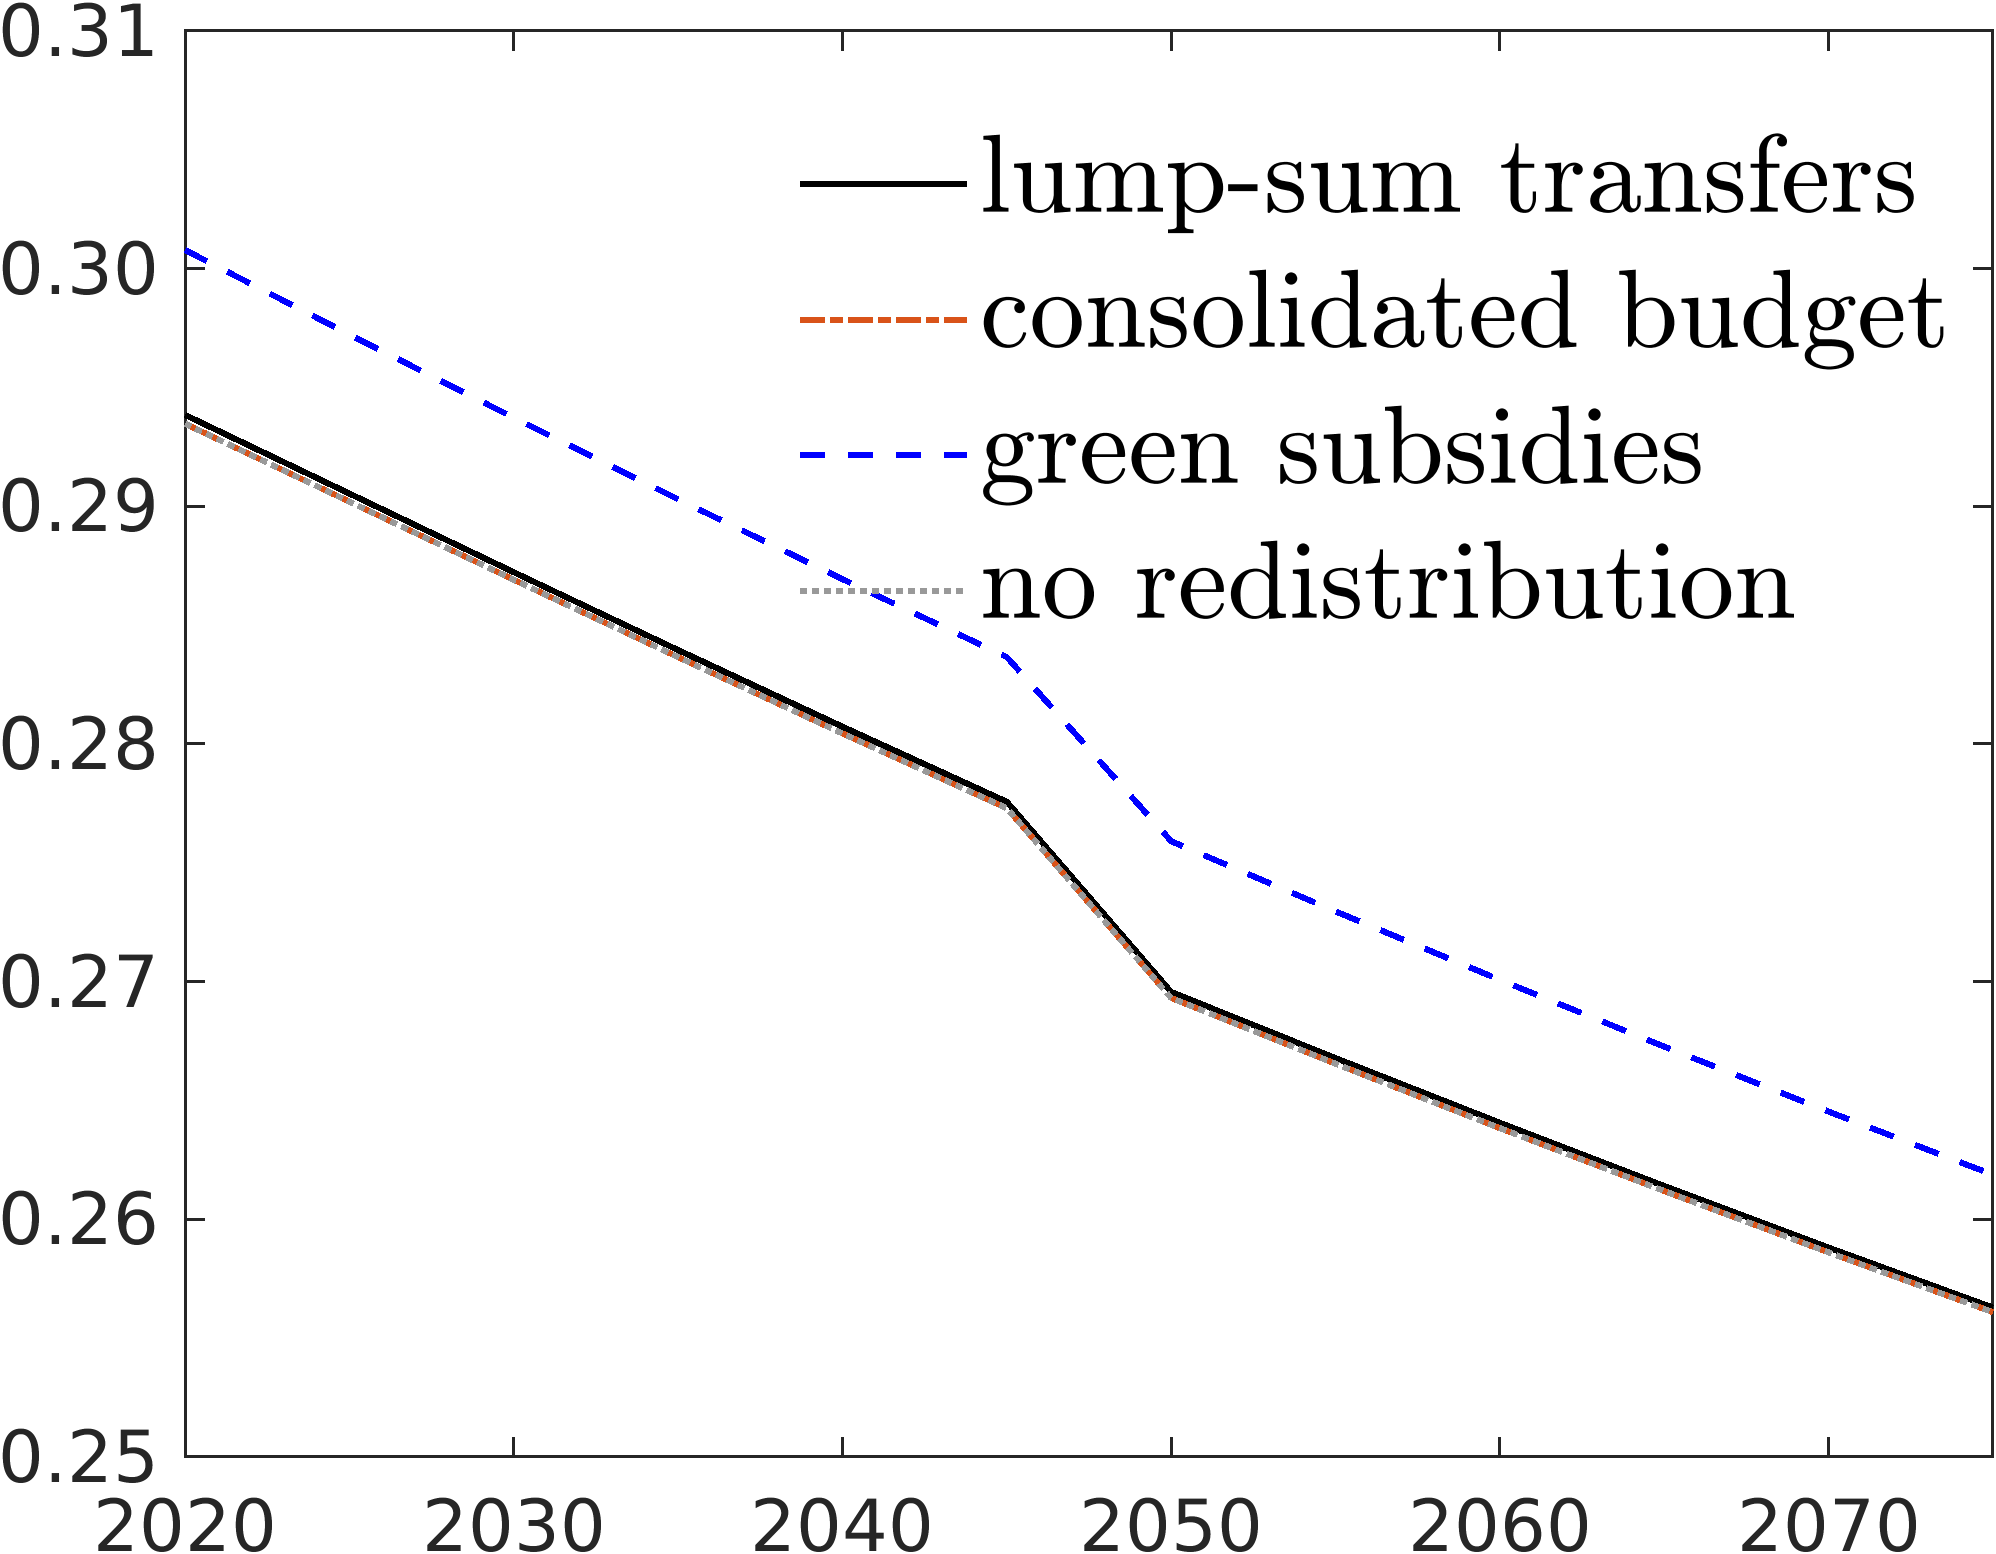 0.31
0.30
0.29
0.28
0.27
0.26
0.25
2020 2030 2040 2050 2060 2070
lump-sum transfers
consolidated budget
green subsidies
no redistribution